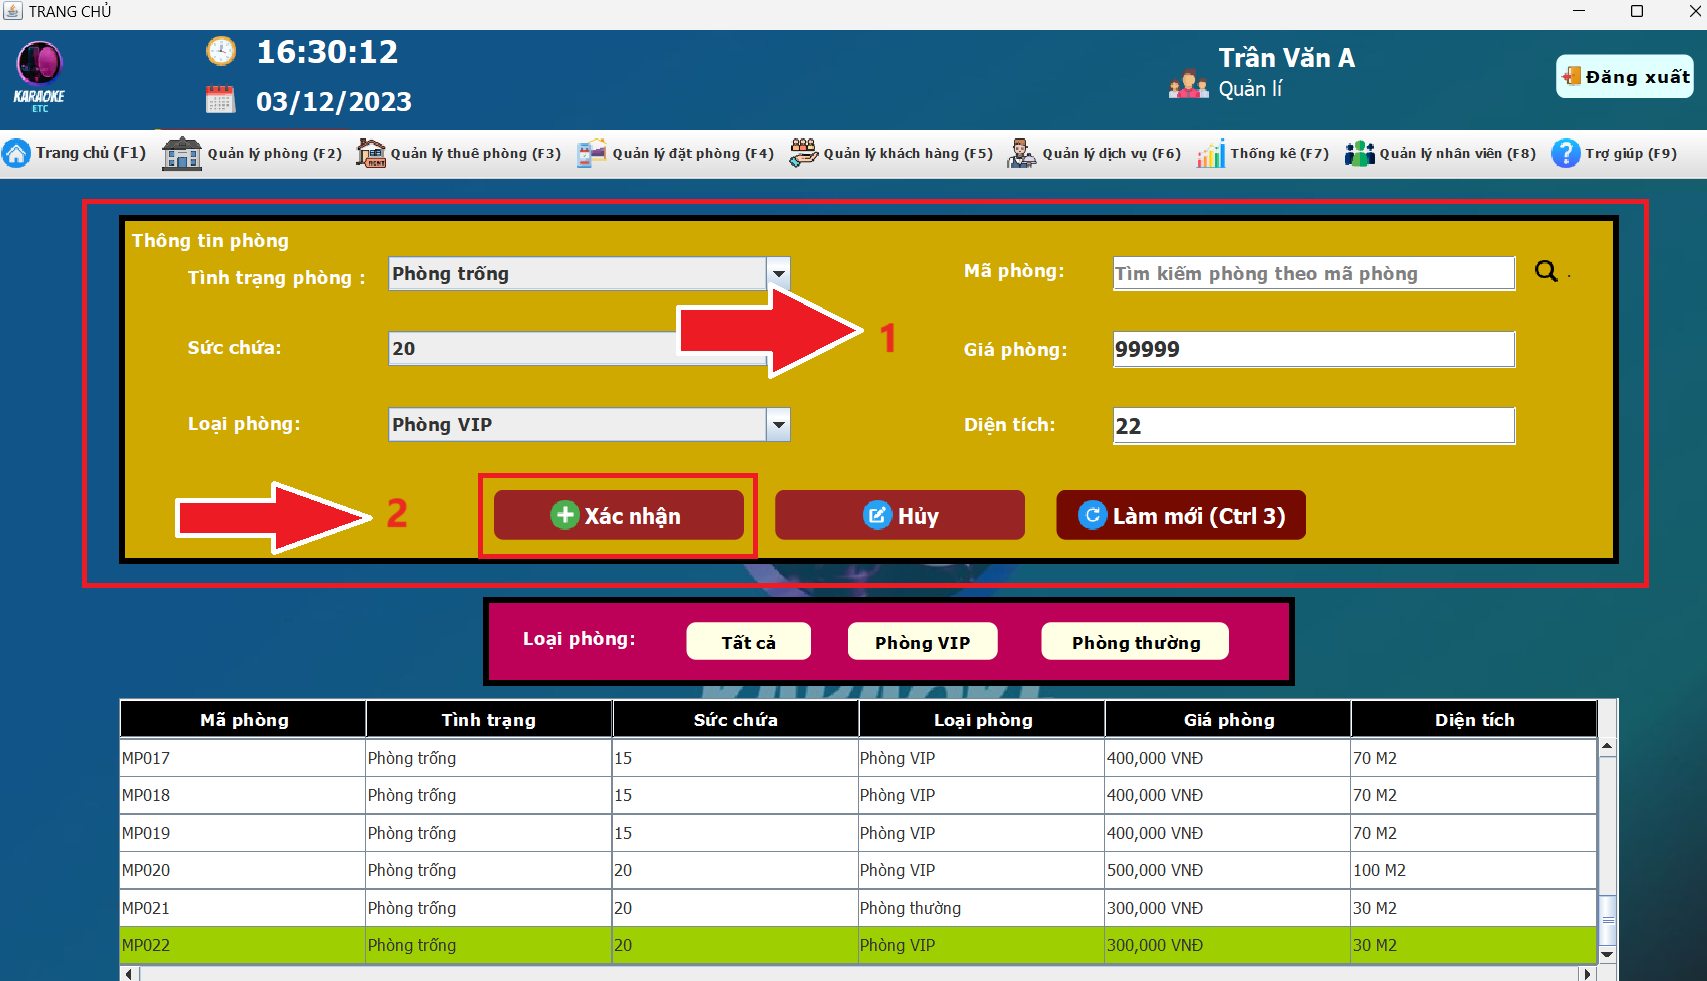 TRANG CHỦ
KARAOKE
ETC
16:30:12
03/12/2023
Trần Văn A
Quản lí
Đăng xuất
Trang chủ (F1)
Quản lý phòng (F2)
Quản lý thuê phòng (F3)
Quản lý đặt phòng (F4)
Quản lý khách hàng (F5)
Quản lý dịch vụ (F6)
Thống kê (F7)
Quản lý nhân viên (F8)
Trợ giúp (F9)
Thông tin phòng
Tình trạng phòng : Phòng trống
Mã phòng: Tìm kiếm phòng theo mã phòng .
Sức chứa: 20
1
Giá phòng: 99999
Loại phòng: Phòng VIP
Diện tích: 22
2
Xác nhận
Hủy
Làm mới (Ctrl 3)
Loại phòng: Tất cả Phòng VIP Phòng thường
Mã phòng Tình trạng Sức chứa Loại phòng Giá phòng Diện tích
MP017 Phòng trống 15 Phòng VIP 400,000 VNĐ 70 M2
MP018 Phòng trống 15 Phòng VIP 400,000 VNĐ 70 M2
MP019 Phòng trống 15 Phòng VIP 400,000 VNĐ 70 M2
MP020 Phòng trống 20 Phòng VIP 500,000 VNĐ 100 M2
MP021 Phòng trống 20 Phòng thường 300,000 VNĐ 30 M2
MP022 Phòng trống 20 Phòng VIP 300,000 VNĐ 30 M2